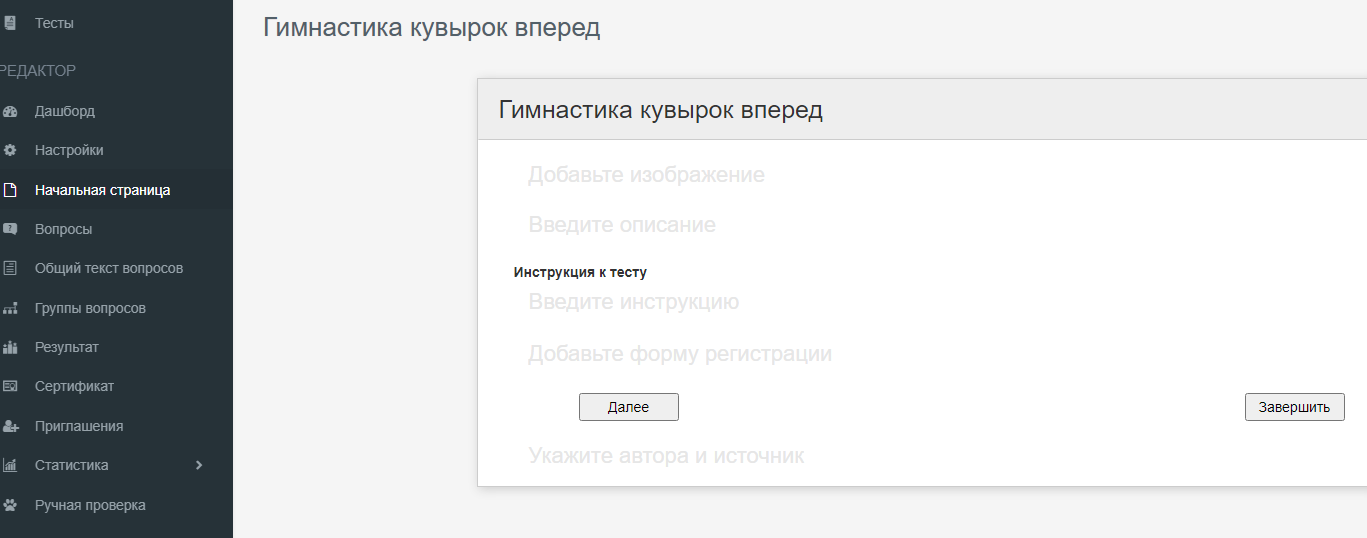 Тесты
РЕДАКТОР
Дашборд
Настройки
Начальная страница
Вопросы
Общий текст вопросов
Группы вопросов
Результат
Сертификат
Приглашения
Статистика
Ручная проверка
Гимнастика кувырок вперед
Гимнастика кувырок вперед
Добавьте изображение
Введите описание
Инструкция к тесту
Введите инструкцию
Добавьте форму регистрации
Далее Завершить
Укажите автора и источник